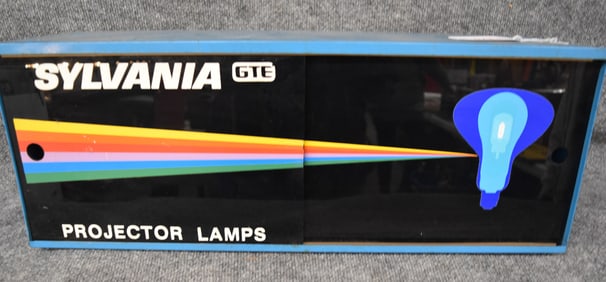 SYLVANIA GTE
PROJECTOR LAMPS